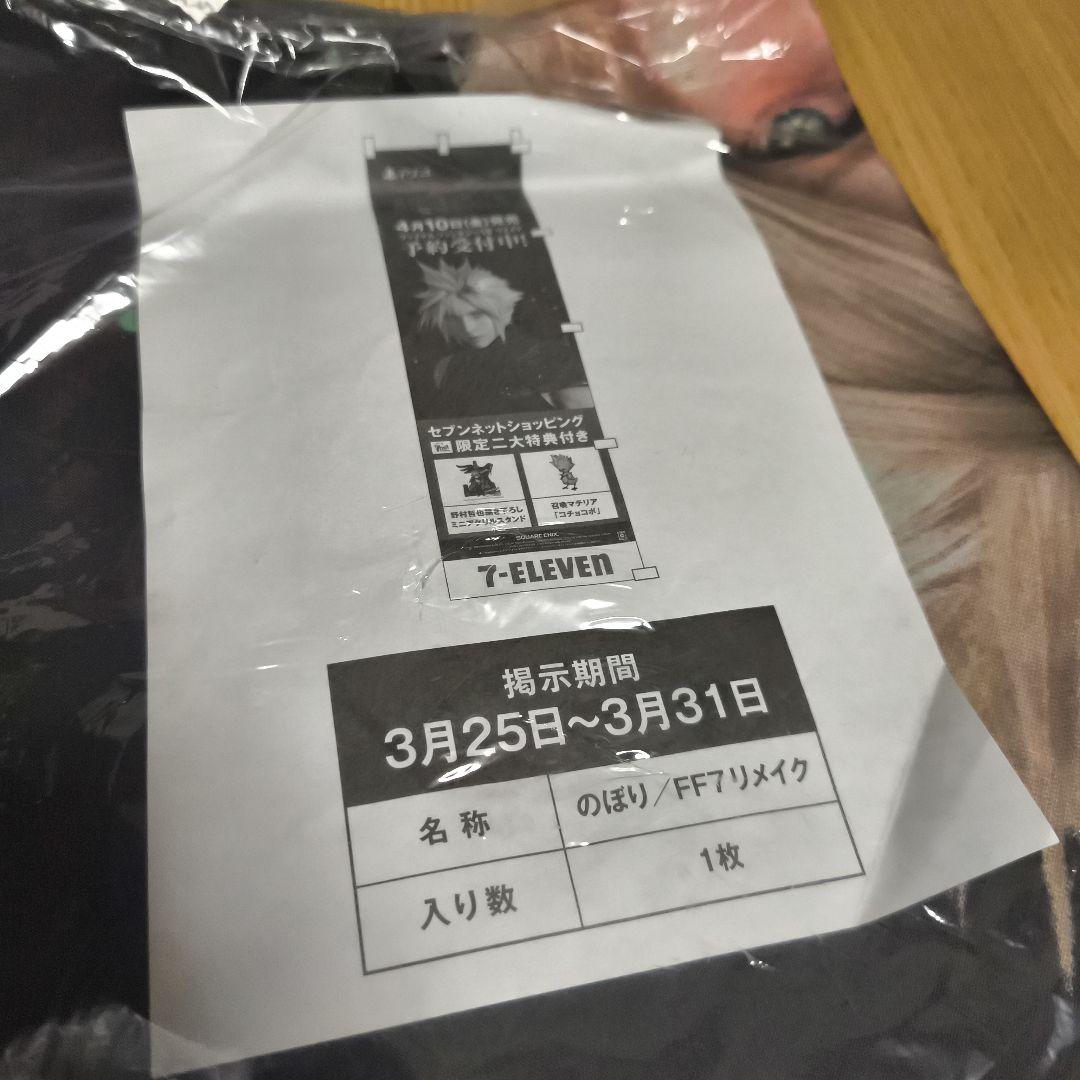 4月10日(金)発売
予約受付中!
セブンネットショッピング
限定二大特典付き
野村哲也描き下ろし
ミニアクリルスタンド
召喚マテリア
「コチョコボ」
SQUARE ENIX
7-ELEVEn
掲示期間
3月25日~3月31日
名称
のぼり/FF7リメイク
入り数
1枚